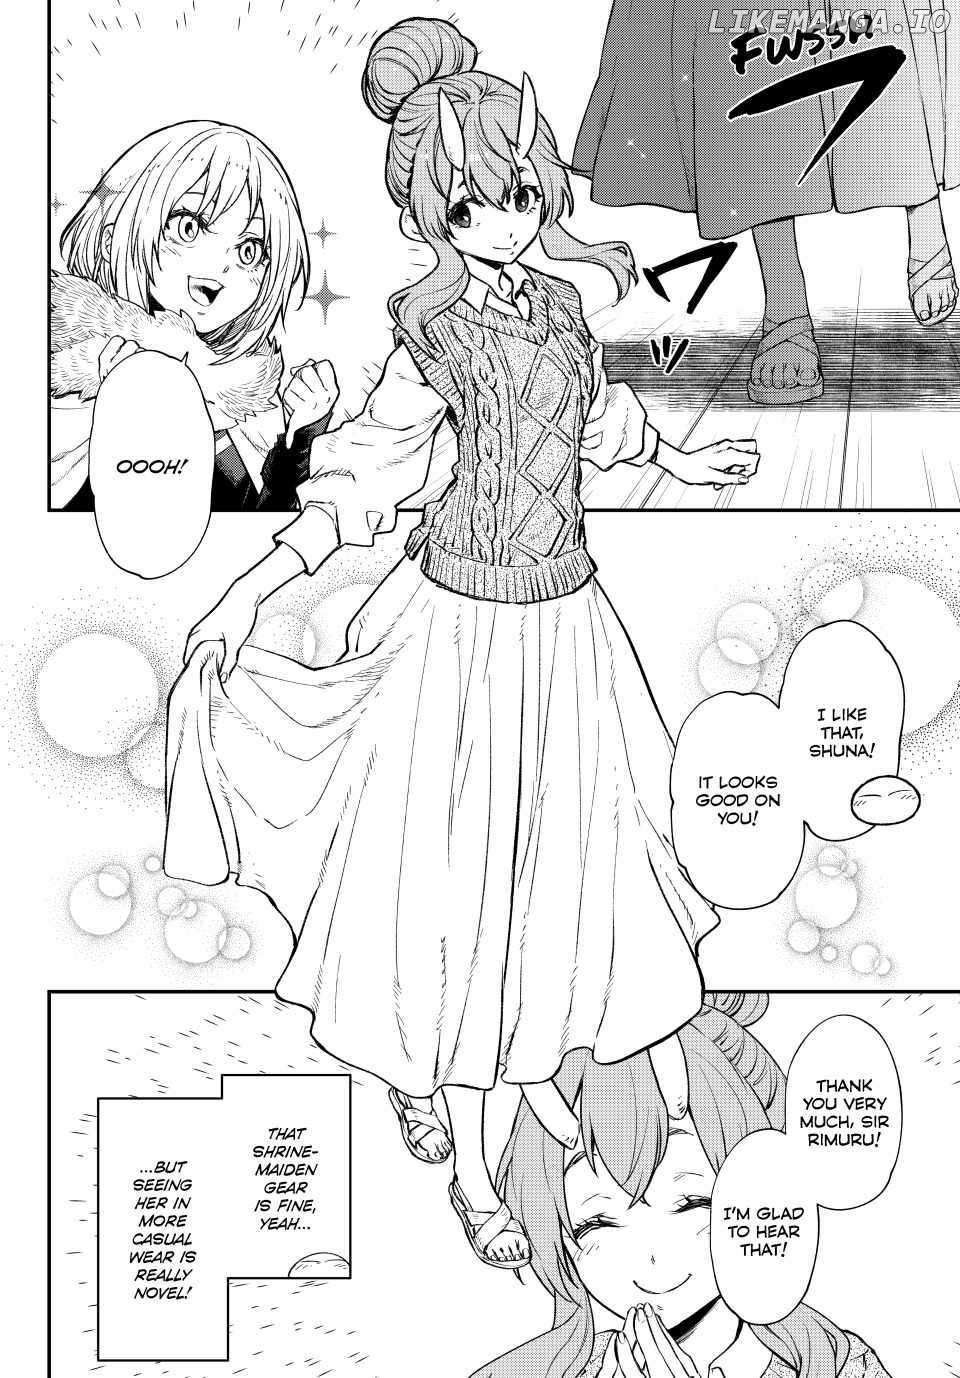 LIKEMANGA.IO
FWSSH
OOOH!
I LIKE
THAT,
SHUNA!
IT LOOKS
GOOD ON
YOU!
THANK
YOU VERY
MUCH, SIR
RIMURU!
I'M GLAD
TO HEAR
THAT!
THAT
SHRINE-
MAIDEN
GEAR
IS FINE,
YEAH...
...BUT
SEEING
HER IN
MORE
CASUAL
WEAR IS
REALLY
NOVEL!